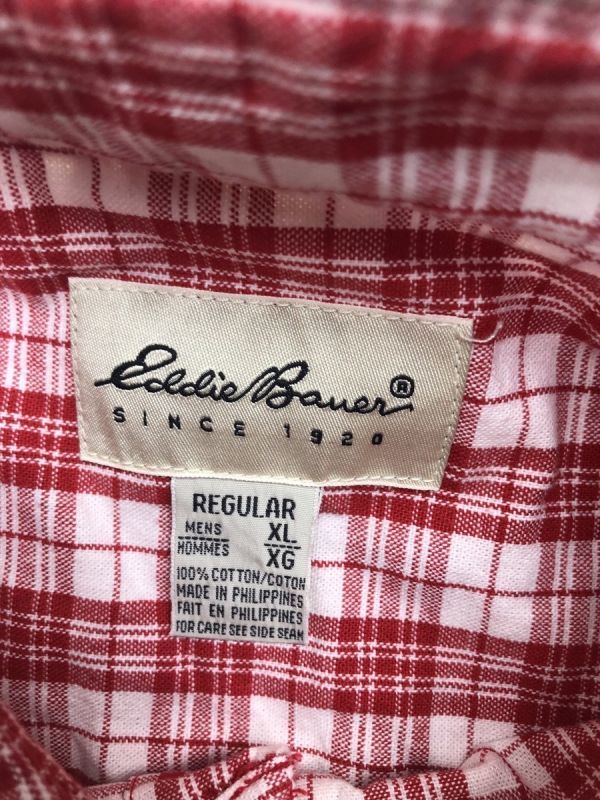 Eddie Bauer®
SINCE 1920
REGULAR
MENS XL
HOMMES XG
100% COTTON/COTON
MADE IN PHILIPPINES
FAIT EN PHILIPPINES
FOR CARE SEE SIDE SEAM